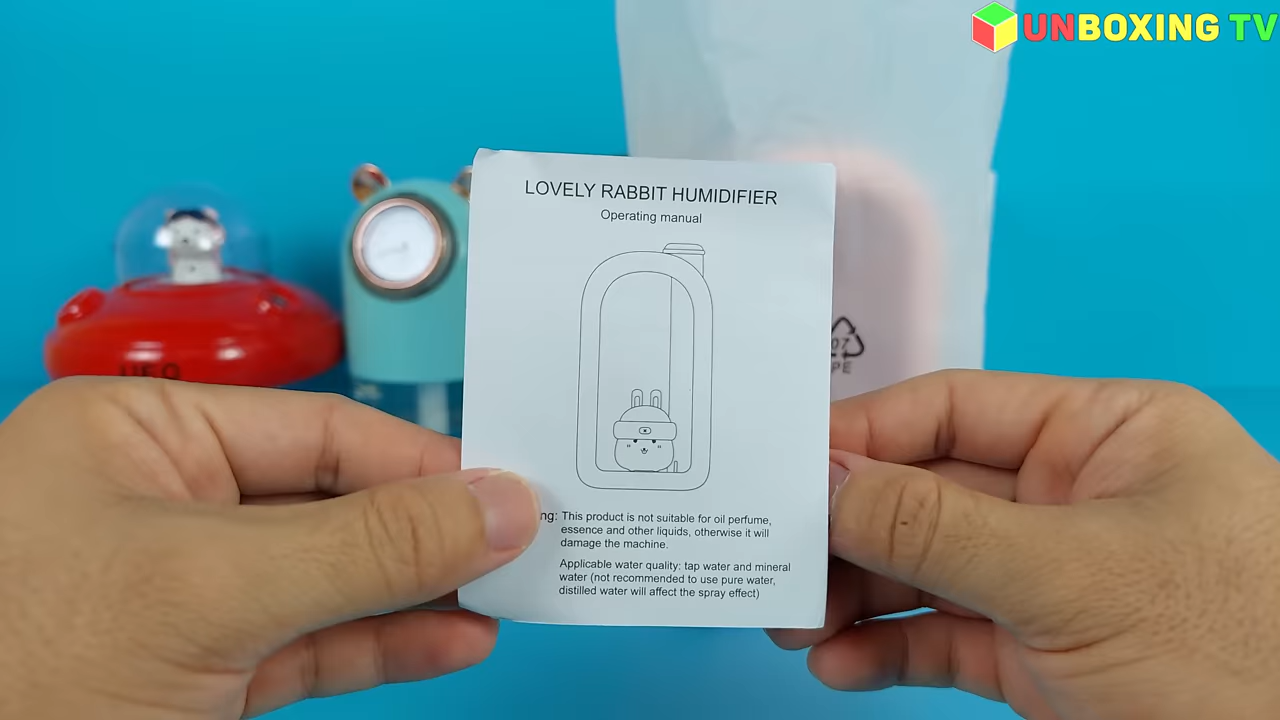 UNBOXING TV
LOVELY RABBIT HUMIDIFIER
Operating manual
UFO
07
PE
ng: This product is not suitable for oil perfume,
essence and other liquids, otherwise it will
damage the machine.
Applicable water quality: tap water and mineral
water (not recommended to use pure water,
distilled water will affect the spray effect)